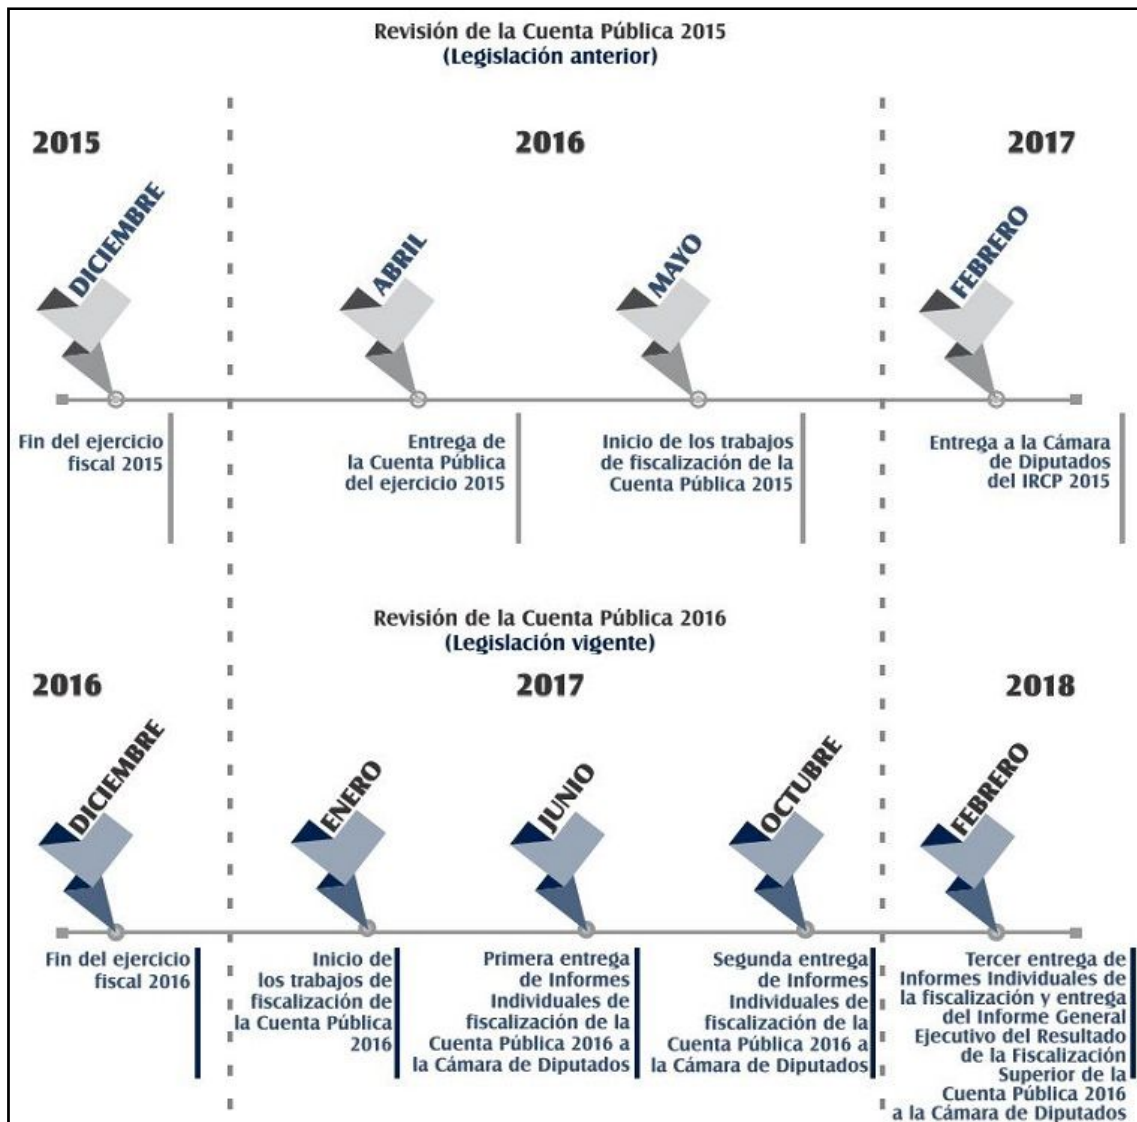 Revisión de la Cuenta Pública 2015
(Legislación anterior)
2015
2016
2017
DICIEMBRE
ABRIL
MAYO
FEBRERO
Fin del ejercicio
fiscal 2015
Entrega de
la Cuenta Pública
del ejercicio 2015
Inicio de los trabajos
de fiscalización de la
Cuenta Pública 2015
Entrega a la Cámara
de Diputados
del IRCP 2015
Revisión de la Cuenta Pública 2016
(Legislación vigente)
2016
2017
2018
DICIEMBRE
ENERO
JUNIO
OCTUBRE
FEBRERO
Fin del ejercicio
fiscal 2016
Inicio de
los trabajos de
fiscalización de
la Cuenta Pública
2016
Primera entrega
de Informes
Individuales de
fiscalización de la
Cuenta Pública 2016 a
la Cámara de Diputados
Segunda entrega
de Informes
Individuales de
fiscalización de la
Cuenta Pública 2016 a
la Cámara de Diputados
Tercer entrega de
Informes Individuales de
la fiscalización y entrega
del Informe General
Ejecutivo del Resultado
de la Fiscalización
Superior de la
Cuenta Pública 2016
a la Cámara de Diputados